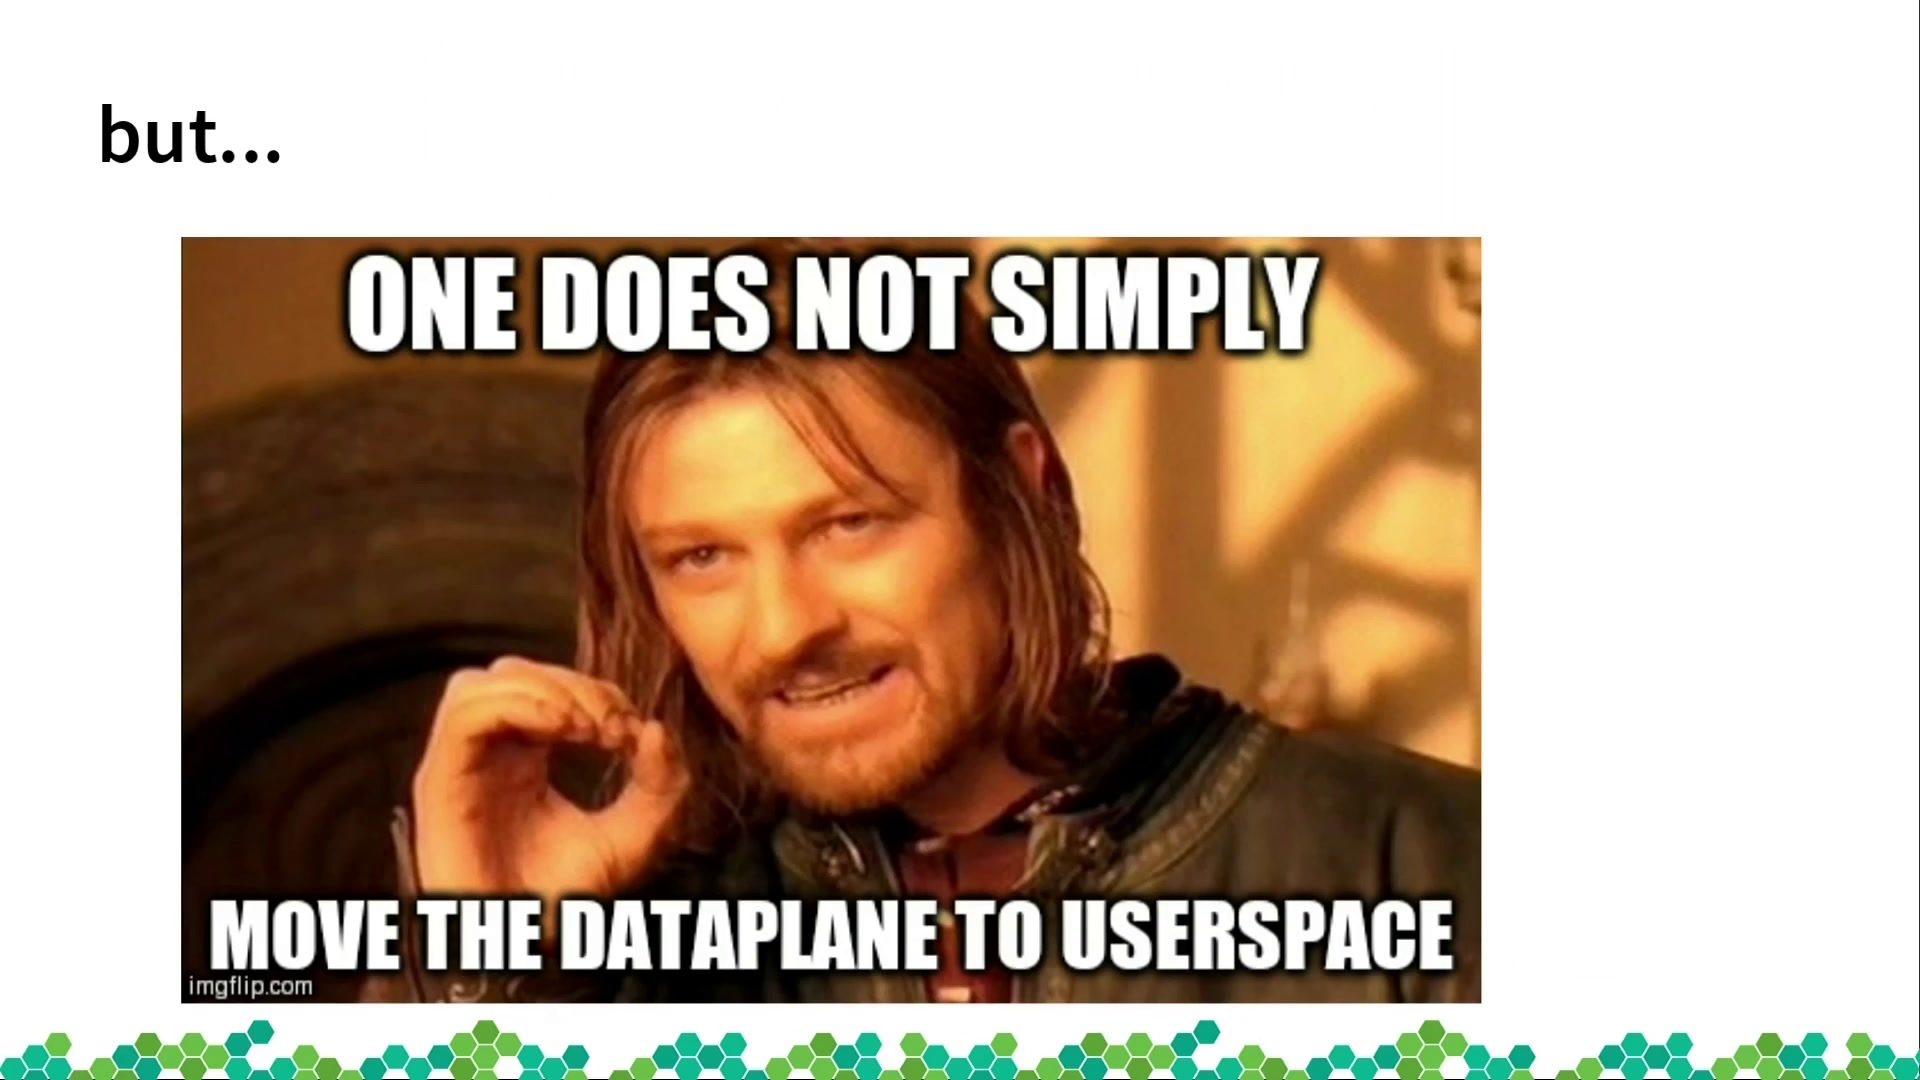 but...
ONE DOES NOT SIMPLY
MOVE THE DATAPLANE TO USERSPACE
imgflip.com